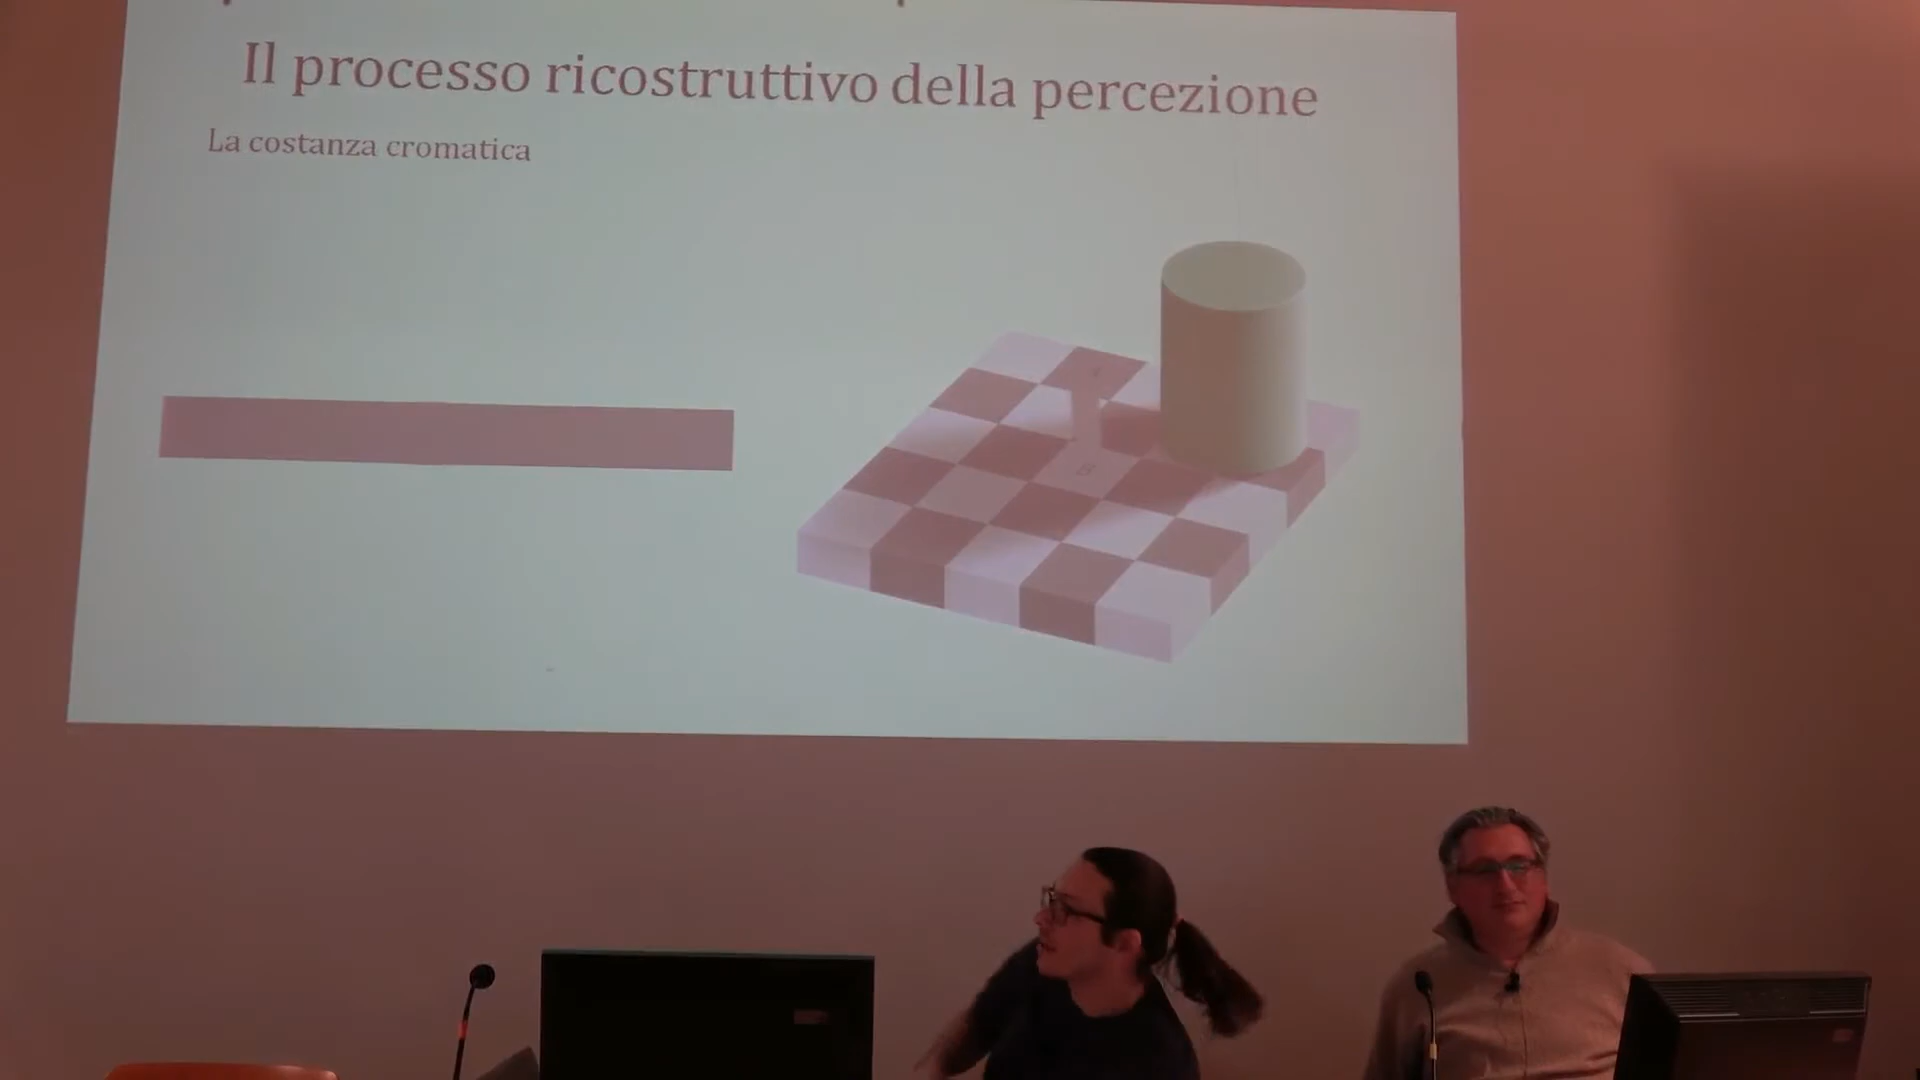 Il processo ricostruttivo della percezione
La costanza cromatica
B